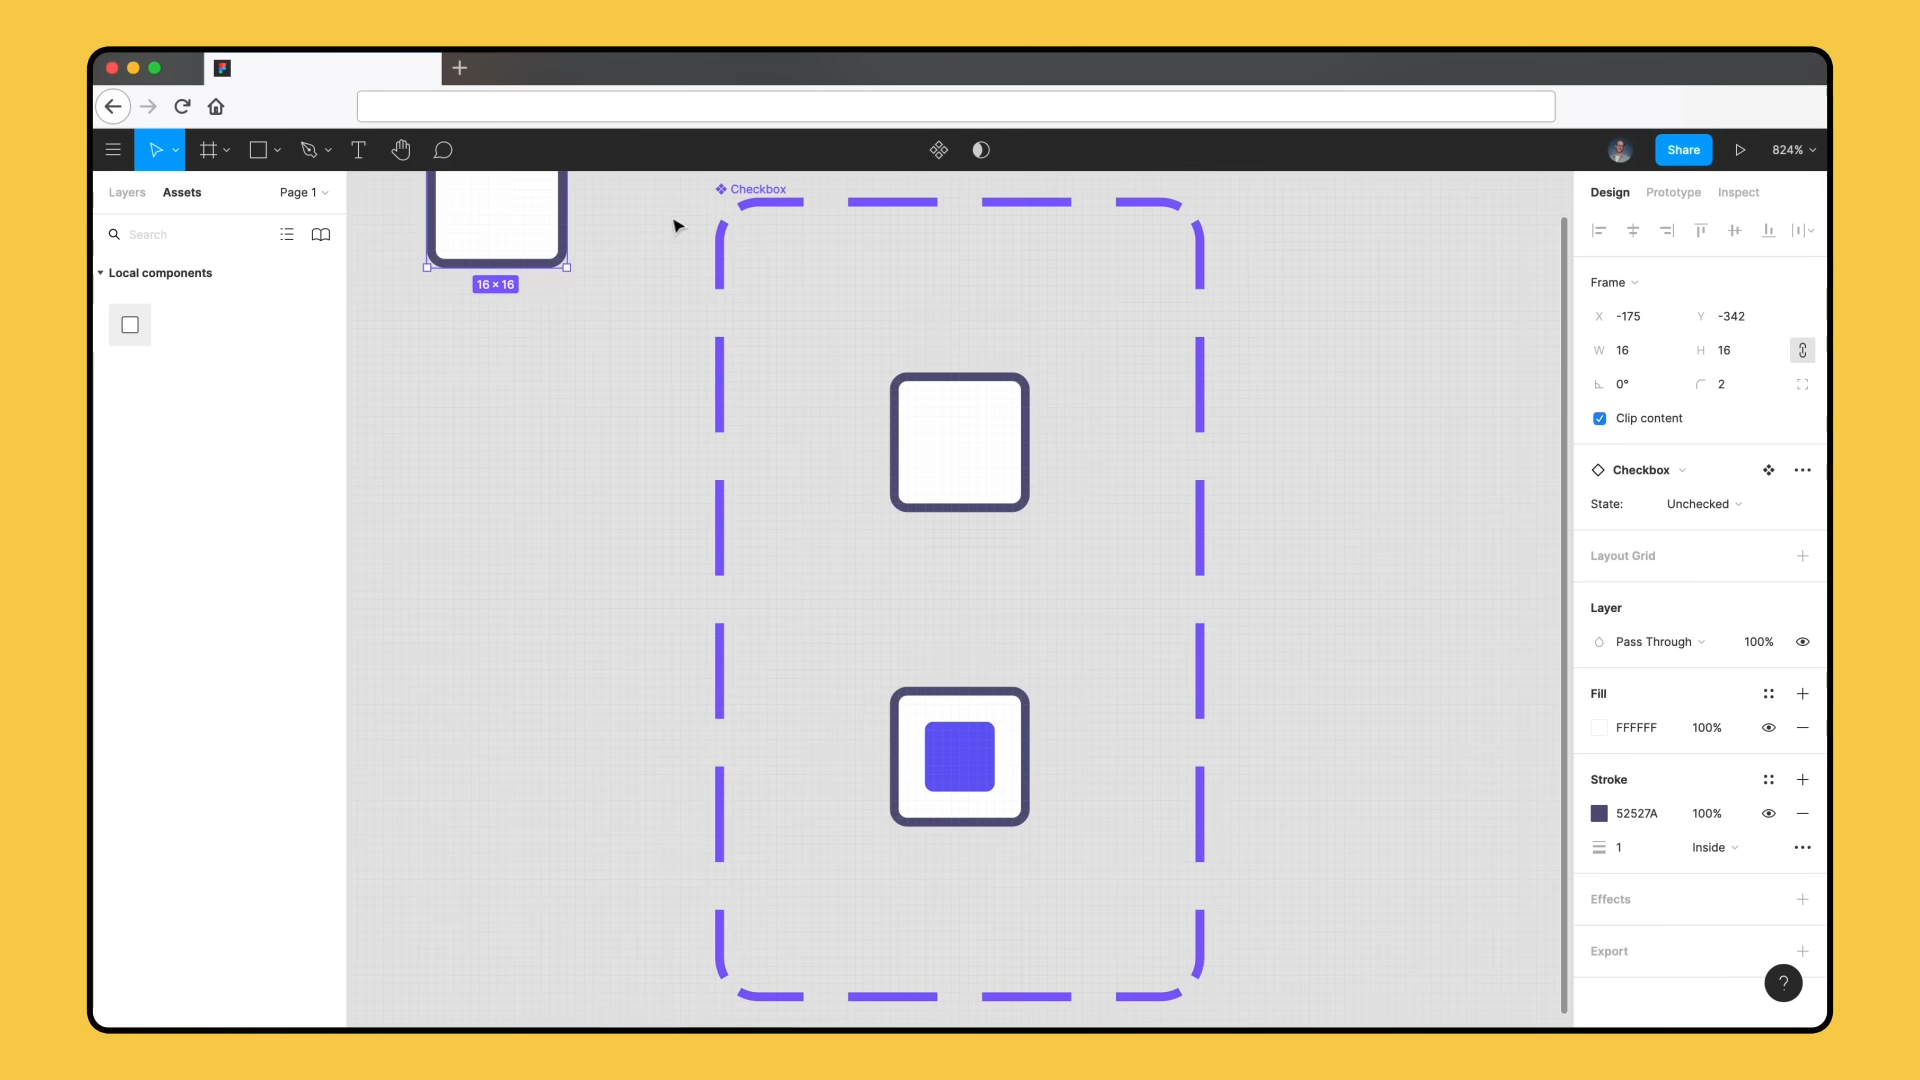 Share
824%
Layers
Assets
Page 1
Search
Local components
16 × 16
Checkbox
Design
Prototype
Inspect
Frame
X -175
Y -342
W 16
H 16
0°
2
Clip content
Checkbox
State:
Unchecked
Layout Grid
Layer
Pass Through
100%
Fill
FFFFFF
100%
Stroke
52527A
100%
1
Inside
Effects
Export
?